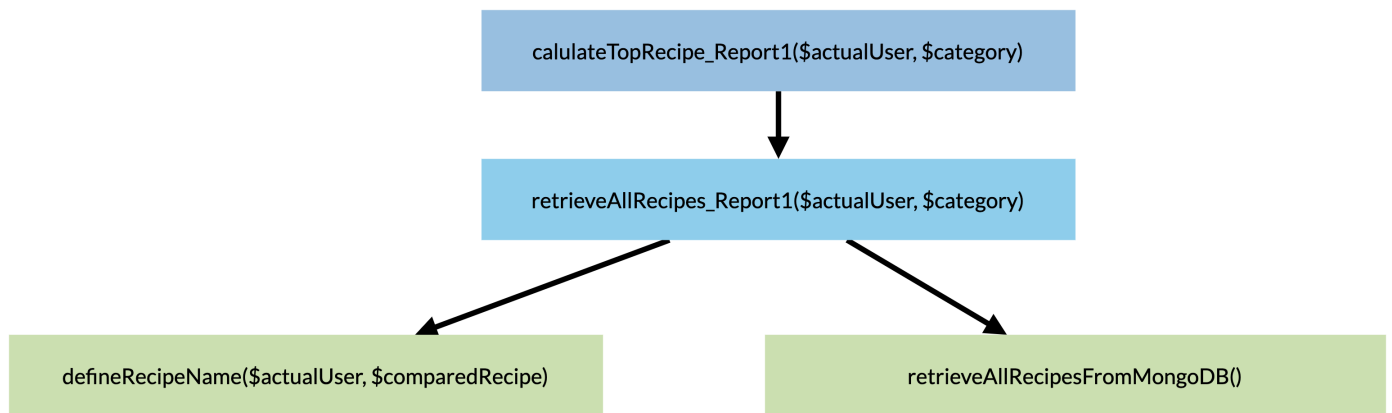 calulateTopRecipe_Report1($actualUser, $category)
retrieveAllRecipes_Report1($actualUser, $category)
defineRecipeName($actualUser, $comparedRecipe)
retrieveAllRecipesFromMongoDB()